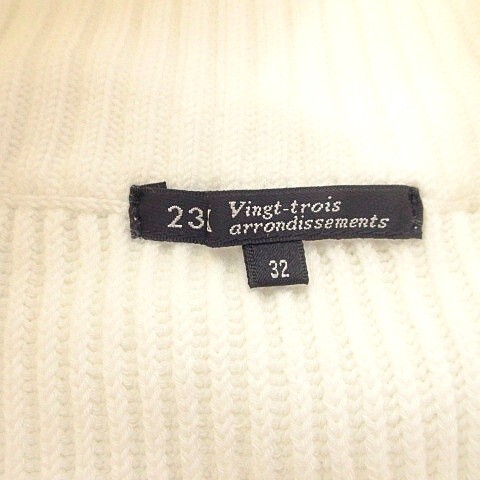 23[ Vingt-trois
arrondissements
32